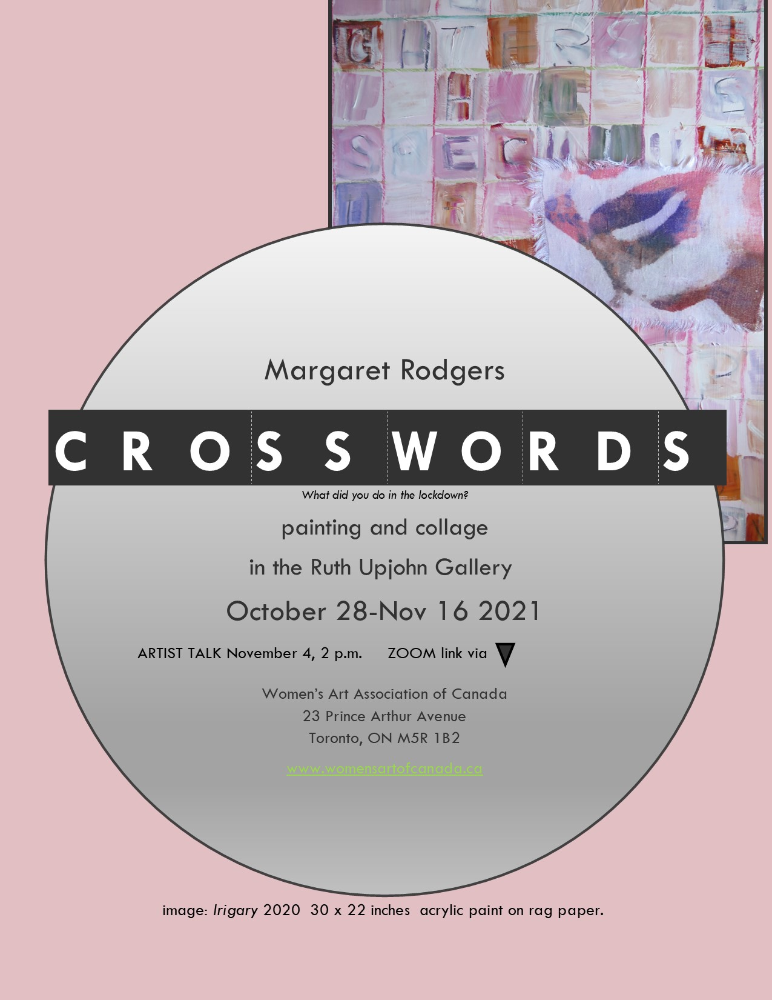 SPECULUM
Margaret Rodgers
CROSSWORDS
What did you do in the lockdown?
painting and collage
in the Ruth Upjohn Gallery
October 28-Nov 16 2021
ARTIST TALK November 4, 2 p.m. ZOOM link via
Women’s Art Association of Canada
23 Prince Arthur Avenue
Toronto, ON M5R 1B2
www.womensartofcanada.ca
image: Irigary 2020 30 x 22 inches acrylic paint on rag paper.